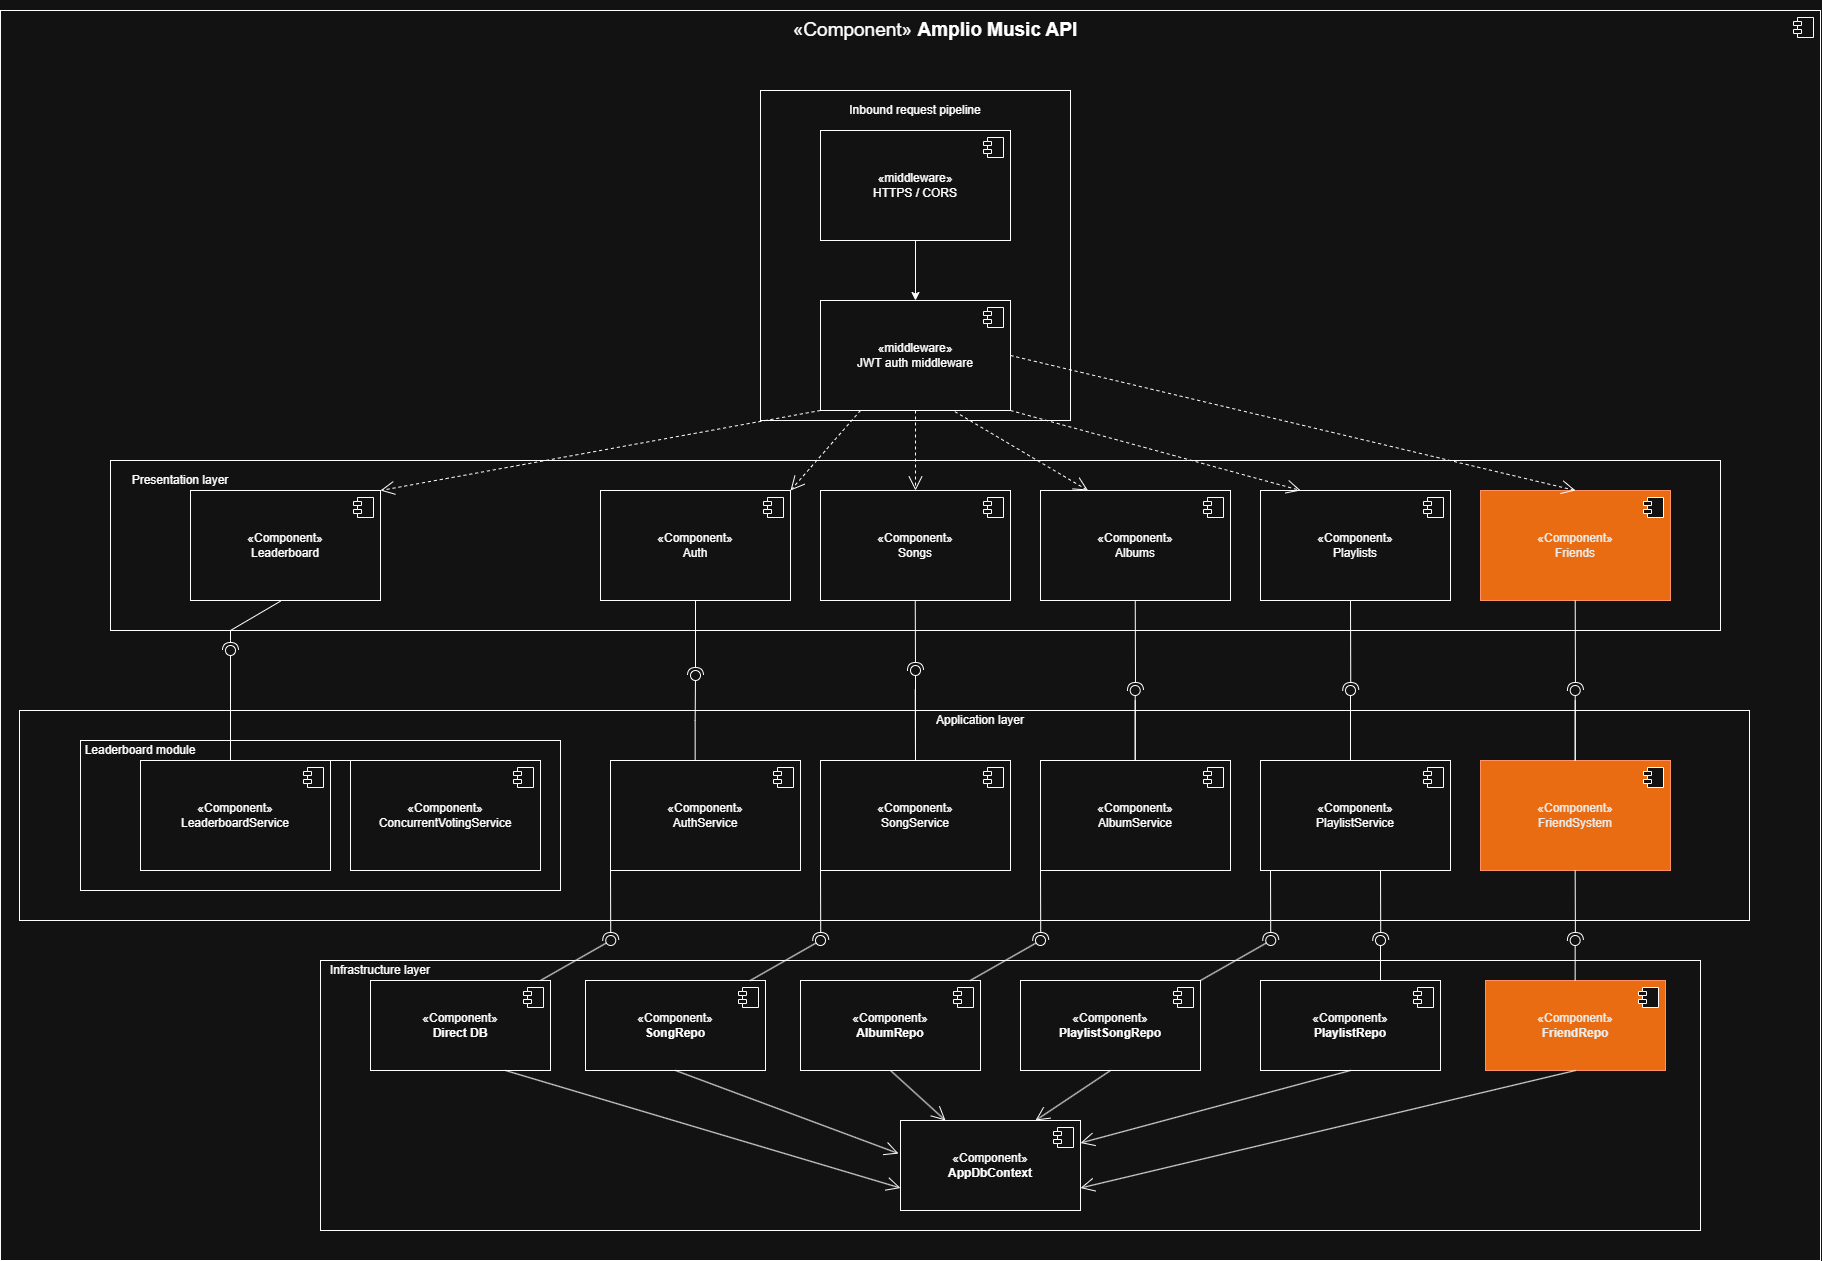 «Component» Amplio Music API
Inbound request pipeline
«middleware»
HTTPS / CORS
«middleware»
JWT auth middleware
Presentation layer
«Component»
Leaderboard
«Component»
Auth
«Component»
Songs
«Component»
Albums
«Component»
Playlists
«Component»
Friends
Application layer
Leaderboard module
«Component»
LeaderboardService
«Component»
ConcurrentVotingService
«Component»
AuthService
«Component»
SongService
«Component»
AlbumService
«Component»
PlaylistService
«Component»
FriendSystem
Infrastructure layer
«Component»
Direct DB
«Component»
SongRepo
«Component»
AlbumRepo
«Component»
PlaylistSongRepo
«Component»
PlaylistRepo
«Component»
FriendRepo
«Component»
AppDbContext